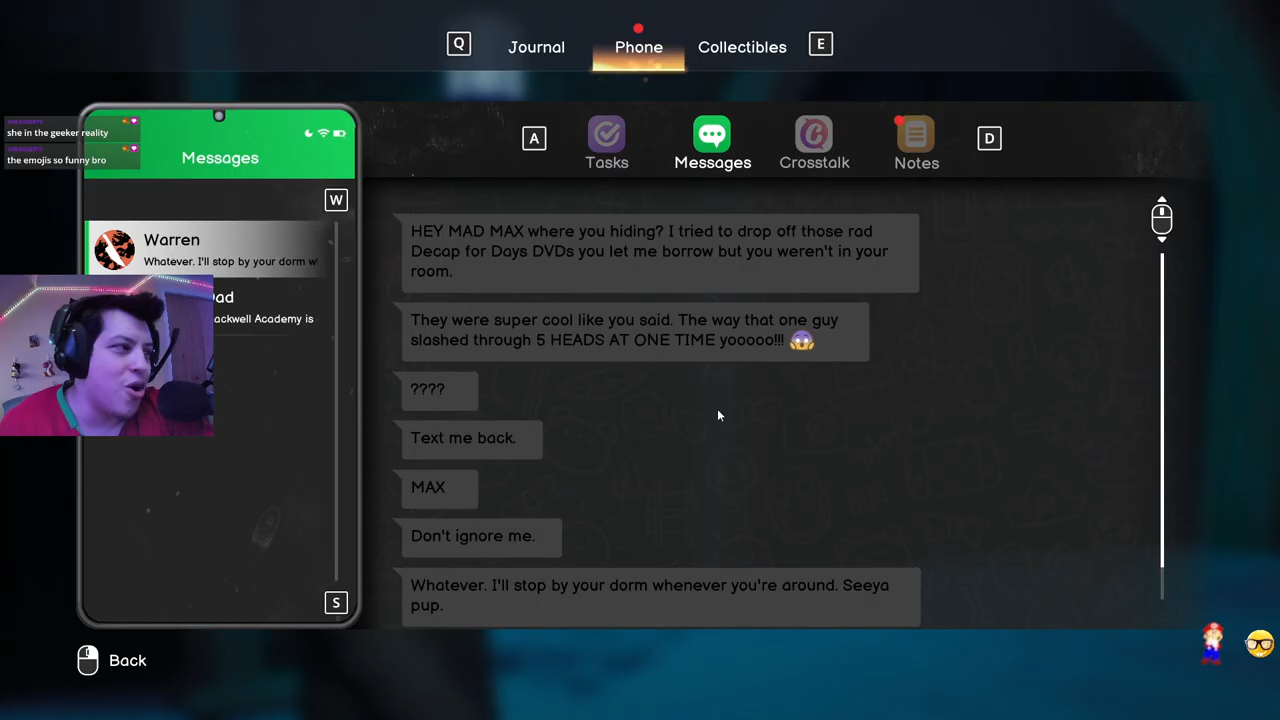 Q
Journal
Phone
Collectibles
E
she in the geeker reality
the emojis so funny bro
Messages
W
Warren
Whatever. I'll stop by your dorm w
ad
ackwell Academy is
S
A
Tasks
Messages
Crosstalk
Notes
D
HEY MAD MAX where you hiding? I tried to drop off those rad
Decap for Days DVDs you let me borrow but you weren't in your
room.
They were super cool like you said. The way that one guy
slashed through 5 HEADS AT ONE TIME yooooo!!! 😱
????
Text me back.
MAX
Don't ignore me.
Whatever. I'll stop by your dorm whenever you're around. Seeya
pup.
Back